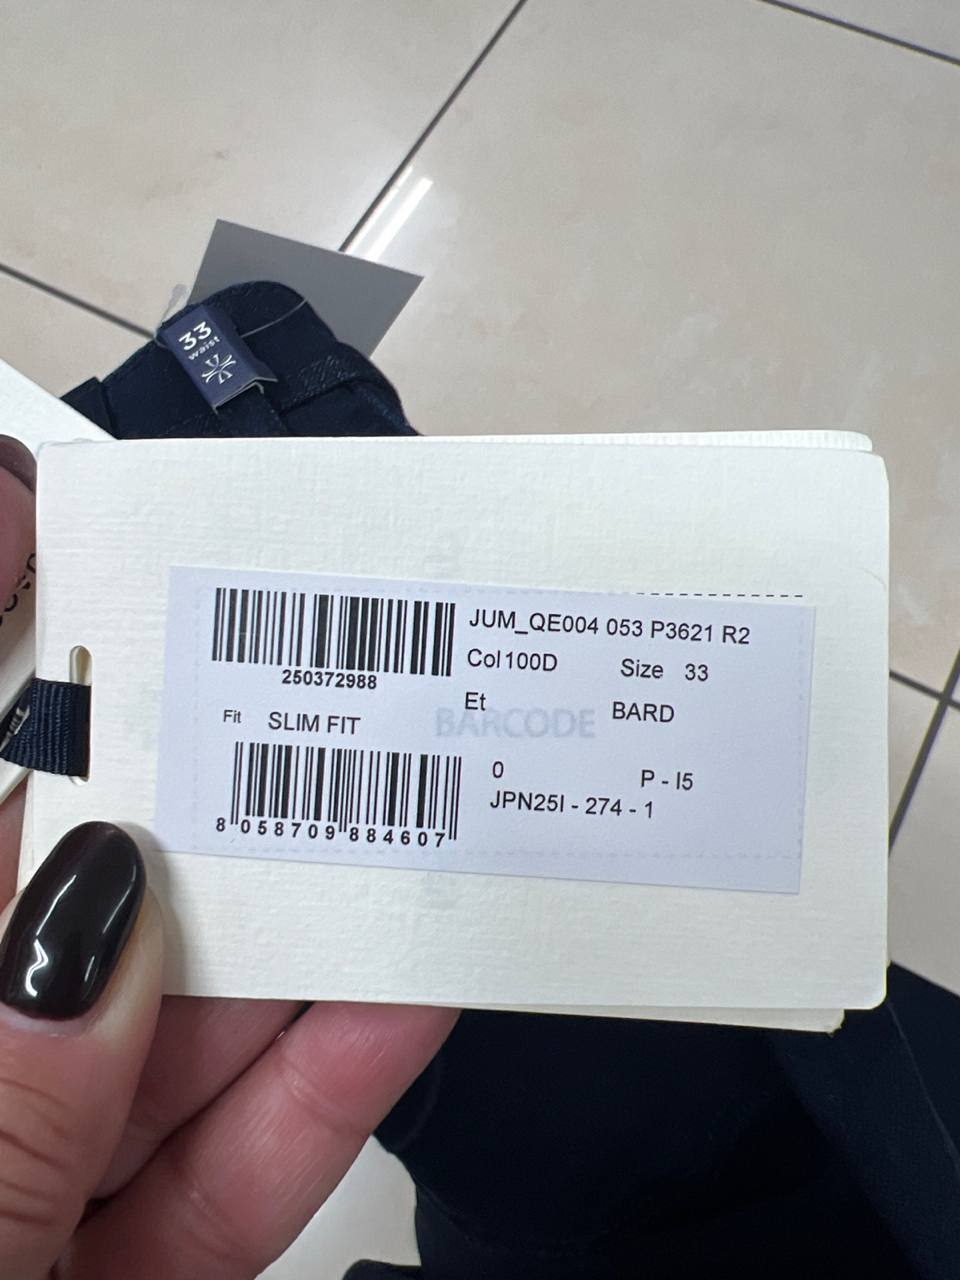 33
waist
250372988
JUM_QE004 053 P3621 R2
Col 100D Size 33
Et BARD
Fit SLIM FIT
BARCODE
0 P - I5
JPN25I - 274 - 1
8 058709 884607